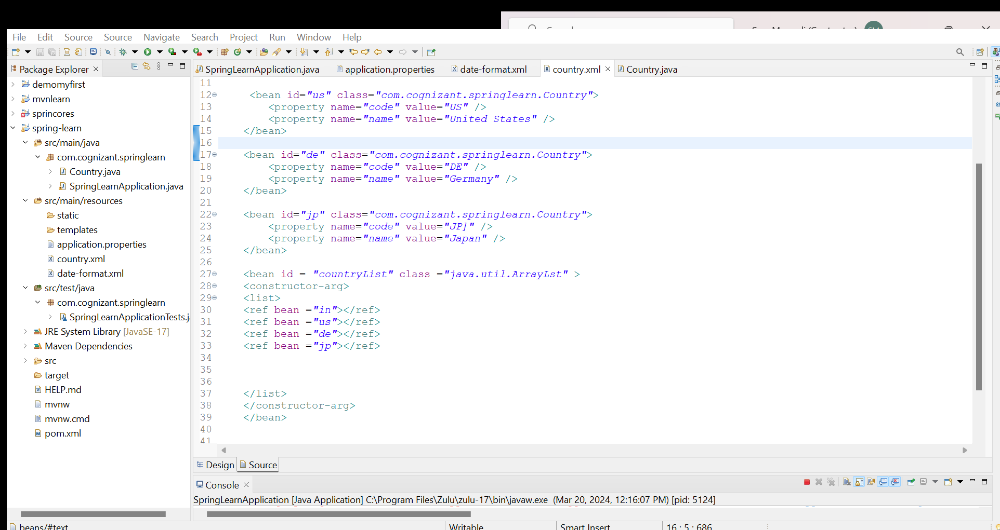 File Edit Source Source Navigate Search Project Run Window Help
Package Explorer
demomyfirst
mvnlearn
sprincores
spring-learn
src/main/java
com.cognizant.springlearn
Country.java
SpringLearnApplication.java
src/main/resources
static
templates
application.properties
country.xml
date-format.xml
src/test/java
com.cognizant.springlearn
SpringLearnApplicationTests.ja
JRE System Library [JavaSE-17]
Maven Dependencies
src
target
HELP.md
mvnw
mvnw.cmd
pom.xml
SpringLearnApplication.java application.properties date-format.xml country.xml Country.java
11
12 <bean id="us" class="com.cognizant.springlearn.Country">
13 <property name="code" value="US" />
14 <property name="name" value="United States" />
15 </bean>
16
17 <bean id="de" class="com.cognizant.springlearn.Country">
18 <property name="code" value="DE" />
19 <property name="name" value="Germany" />
20 </bean>
21
22 <bean id="jp" class="com.cognizant.springlearn.Country">
23 <property name="code" value="JP]" />
24 <property name="name" value="Japan" />
25 </bean>
26
27 <bean id = "countryList" class ="java.util.ArrayLst" >
28 <constructor-arg>
29 <list>
30 <ref bean ="in"></ref>
31 <ref bean ="us"></ref>
32 <ref bean ="de"></ref>
33 <ref bean ="jp"></ref>
34
35
36
37 </list>
38 </constructor-arg>
39 </bean>
40
41
Design Source
Console
SpringLearnApplication [Java Application] C:\Program Files\Zulu\zulu-17\bin\javaw.exe (Mar 20, 2024, 12:16:07 PM) [pid: 5124]
beans/#text Writable Smart Insert 16 : 5 : 686